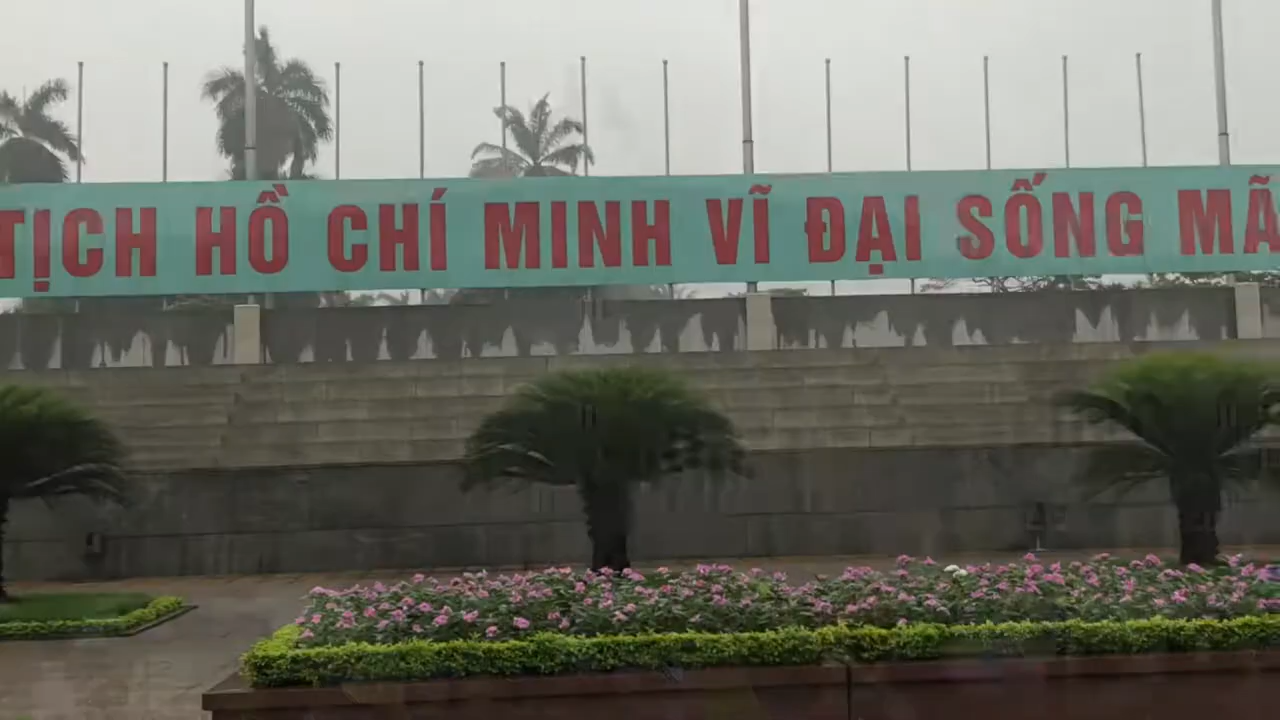 TỊCH HỒ CHÍ MINH VĨ ĐẠI SỐNG MÃ